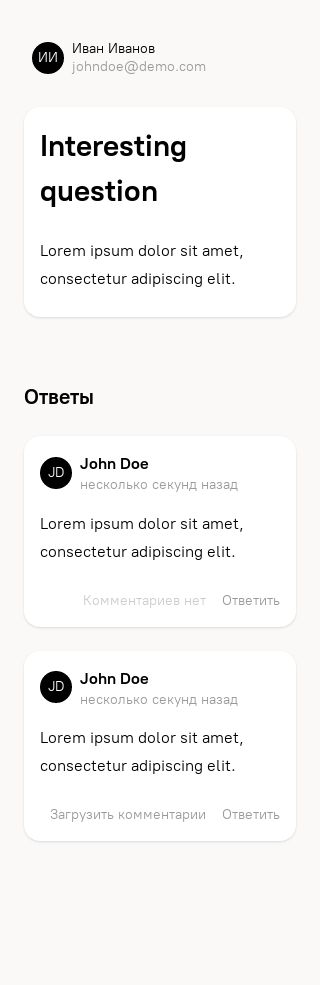 ИИ
Иван Иванов
johndoe@demo.com
Interesting
question
Lorem ipsum dolor sit amet,
consectetur adipiscing elit.
Ответы
JD
John Doe
несколько секунд назад
Lorem ipsum dolor sit amet,
consectetur adipiscing elit.
Комментариев нет Ответить
JD
John Doe
несколько секунд назад
Lorem ipsum dolor sit amet,
consectetur adipiscing elit.
Загрузить комментарии Ответить